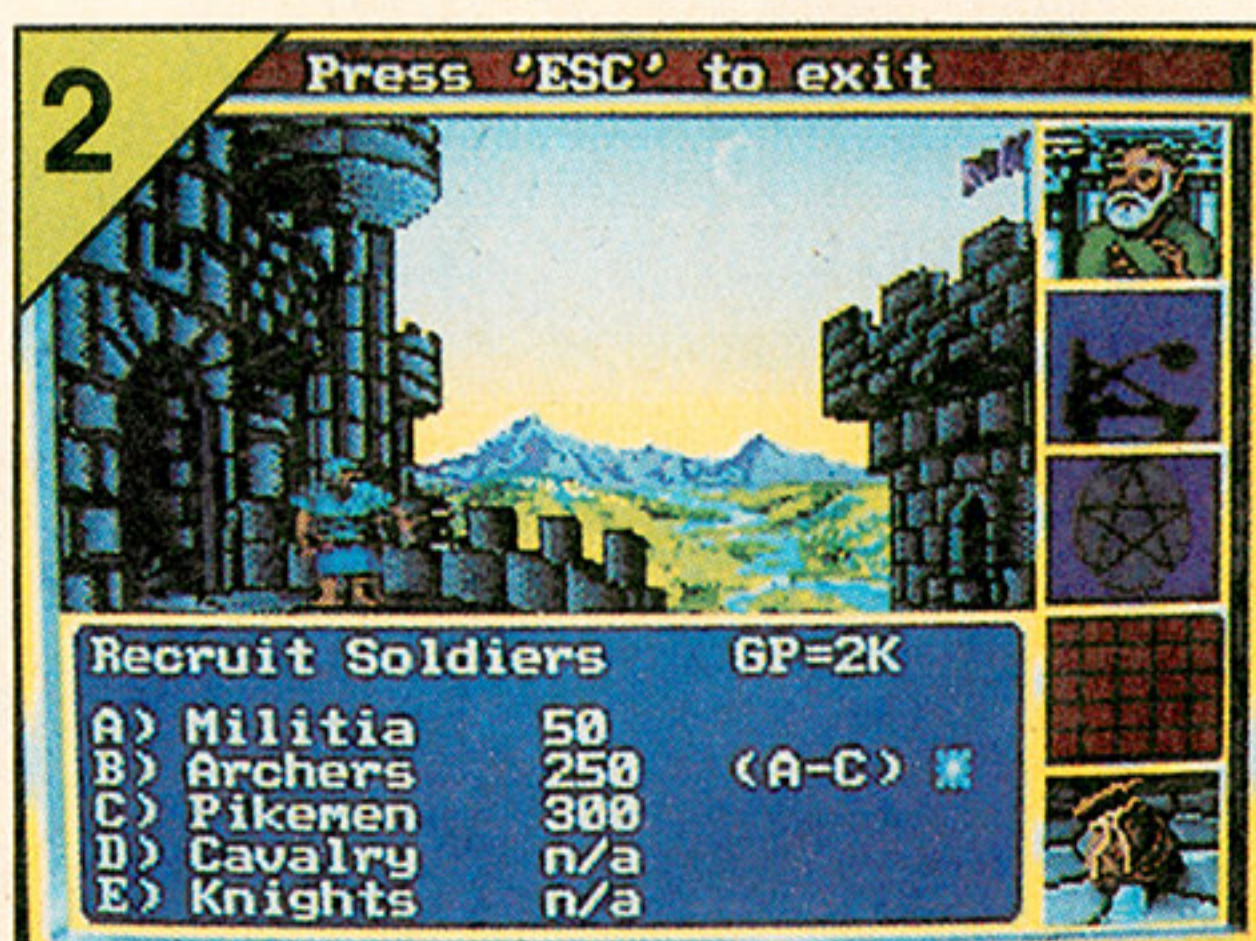 2
Press 'ESC' to exit
Recruit Soldiers GP=2K
A) Militia 50
B) Archers 250 (A-C)
C) Pikemen 300
D) Cavalry n/a
E) Knights n/a